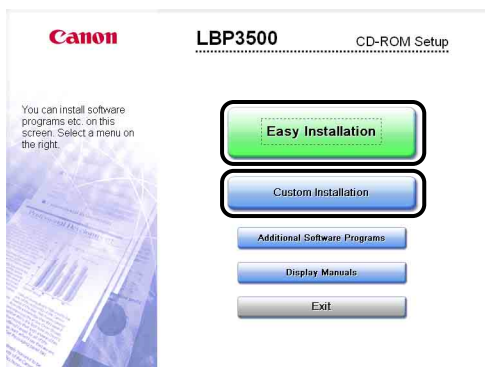 Canon
LBP3500
CD-ROM Setup
You can install software
programs etc. on this
screen. Select a menu on
the right.
Easy Installation
Custom Installation
Additional Software Programs
Display Manuals
Exit